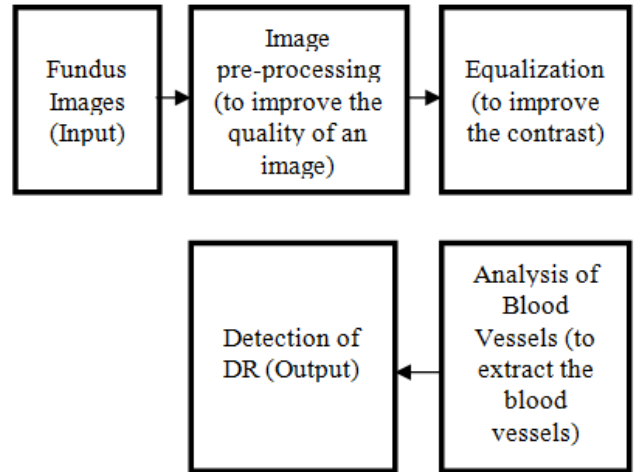 Fundus
Images
(Input)
Image
pre-processing
(to improve the
quality of an
image)
Equalization
(to improve
the contrast)
Analysis of
Blood
Vessels (to
extract the
blood
vessels)
Detection of
DR (Output)